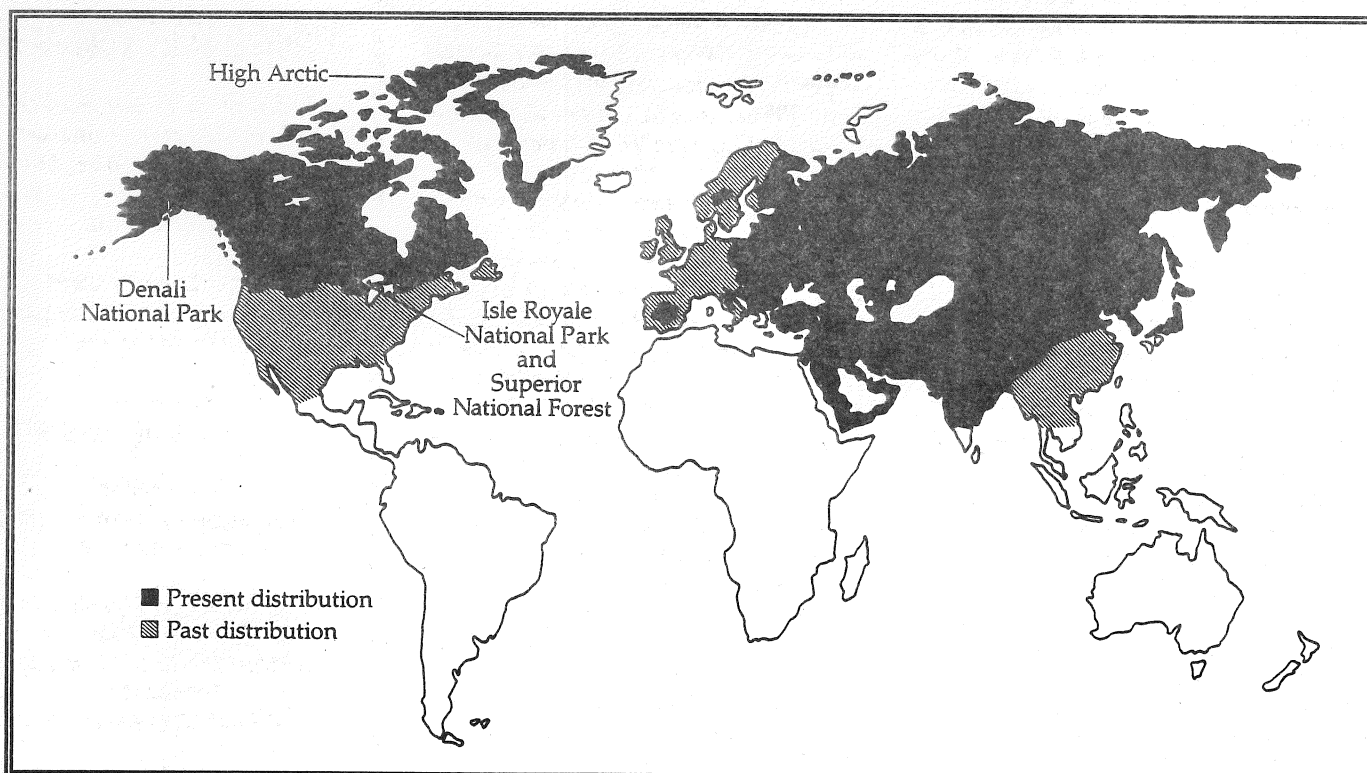 High Arctic
Denali
National Park
Isle Royale
National Park
and
Superior
National Forest
Present distribution
Past distribution